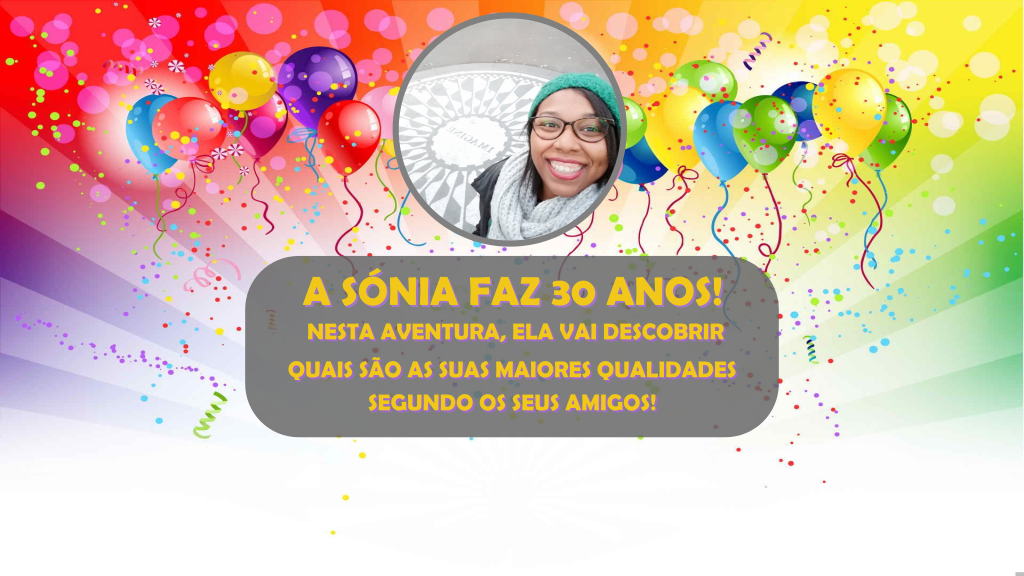 IMAGINE
A SÓNIA FAZ 30 ANOS!
NESTA AVENTURA, ELA VAI DESCOBRIR
QUAIS SÃO AS SUAS MAIORES QUALIDADES
SEGUNDO OS SEUS AMIGOS!